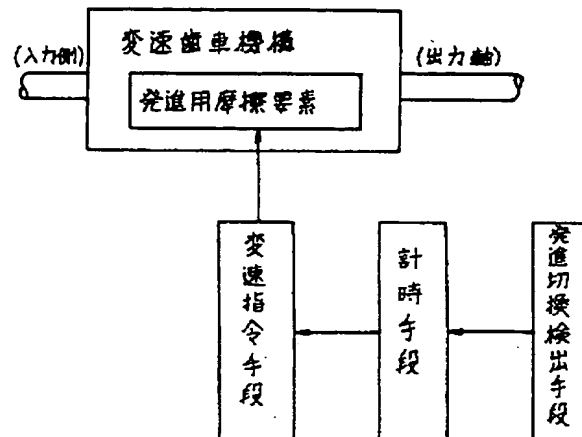 変速歯車機構
(入力側)
(出力軸)
発進用摩擦要素
変速指令手段
計時手段
発進切換検出手段